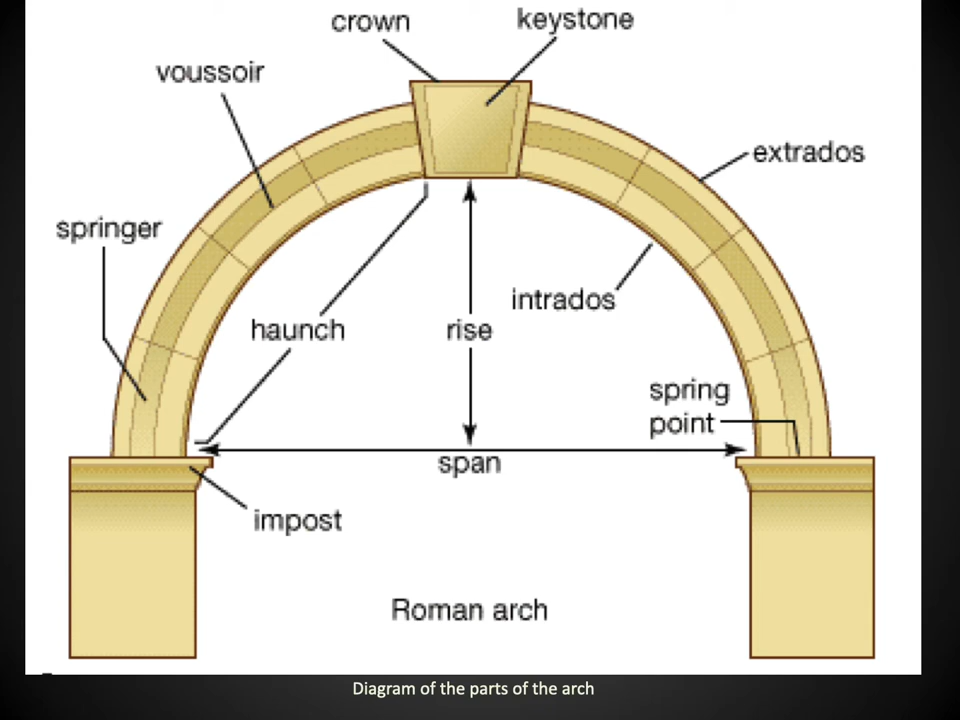 crown
keystone
voussoir
extrados
springer
intrados
haunch
rise
spring
point
span
impost
Roman arch
Diagram of the parts of the arch